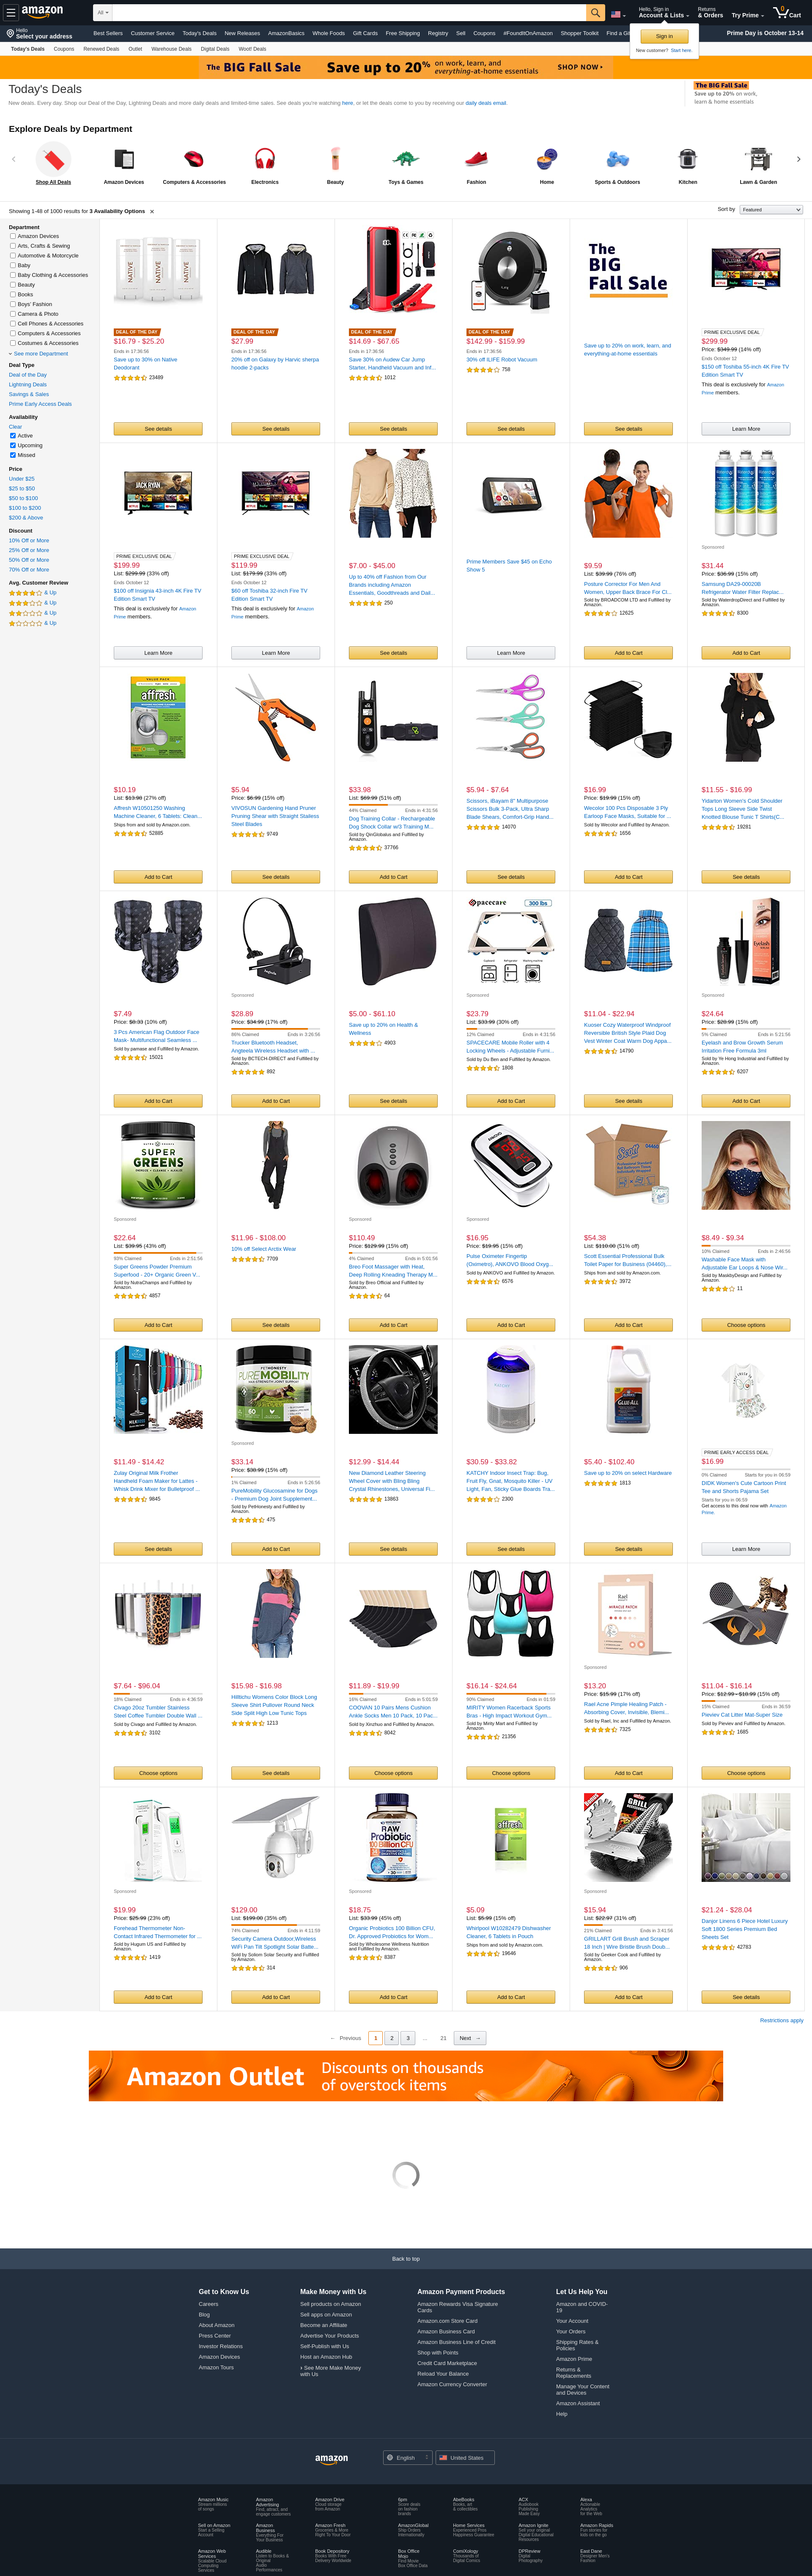 amazon
All
Hello
Select your address
Hello, Sign in
Account & Lists
Returns
& Orders
Try Prime
0
Cart
Best Sellers
Customer Service
Today's Deals
New Releases
AmazonBasics
Whole Foods
Gift Cards
Free Shipping
Registry
Sell
Coupons
#FoundItOnAmazon
Shopper Toolkit
Find a Gi
Prime Day is October 13-14
Sign in
New customer? Start here.
Today's Deals
Coupons
Renewed Deals
Outlet
Warehouse Deals
Digital Deals
Woot! Deals
The BIG Fall Sale
Save up to 20% on work, learn, and everything-at-home essentials
SHOP NOW
Today's Deals
New deals. Every day. Shop our Deal of the Day, Lightning Deals and more daily deals and limited-time sales. See deals you're watching here, or let the deals come to you by receiving our daily deals email.
The BIG Fall Sale
Save up to 20% on work, learn & home essentials
Explore Deals by Department
Shop All Deals
Amazon Devices
Computers & Accessories
Electronics
Beauty
Toys & Games
Fashion
Home
Sports & Outdoors
Kitchen
Lawn & Garden
Showing 1-48 of 1000 results for 3 Availability Options
Sort by
Featured
Department
Amazon Devices
Arts, Crafts & Sewing
Automotive & Motorcycle
Baby
Baby Clothing & Accessories
Beauty
Books
Boys' Fashion
Camera & Photo
Cell Phones & Accessories
Computers & Accessories
Costumes & Accessories
See more Department
Deal Type
Deal of the Day
Lightning Deals
Savings & Sales
Prime Early Access Deals
Availability
Clear
Active
Upcoming
Missed
Price
Under $25
$25 to $50
$50 to $100
$100 to $200
$200 & Above
Discount
10% Off or More
25% Off or More
50% Off or More
70% Off or More
Avg. Customer Review
& Up
& Up
& Up
& Up
DEAL OF THE DAY
$16.79 - $25.20
Ends in 17:36:56
Save up to 30% on Native Deodorant
23489
See details
DEAL OF THE DAY
$27.99
Ends in 17:36:56
20% off on Galaxy by Harvic sherpa hoodie 2-packs
See details
DEAL OF THE DAY
$14.69 - $67.65
Ends in 17:36:56
Save 30% on Audew Car Jump Starter, Handheld Vacuum and Inf...
1012
See details
DEAL OF THE DAY
$142.99 - $159.99
Ends in 17:36:56
30% off ILIFE Robot Vacuum
758
See details
The BIG Fall Sale
Save up to 20% on work, learn, and everything-at-home essentials
See details
PRIME EXCLUSIVE DEAL
$299.99
Price: $349.99 (14% off)
Ends October 12
$150 off Toshiba 55-inch 4K Fire TV Edition Smart TV
This deal is exclusively for Amazon Prime members.
Learn More
PRIME EXCLUSIVE DEAL
$199.99
List: $299.99 (33% off)
Ends October 12
$100 off Insignia 43-inch 4K Fire TV Edition Smart TV
This deal is exclusively for Amazon Prime members.
Learn More
PRIME EXCLUSIVE DEAL
$119.99
List: $179.99 (33% off)
Ends October 12
$60 off Toshiba 32-inch Fire TV Edition Smart TV
This deal is exclusively for Amazon Prime members.
Learn More
$7.00 - $45.00
Up to 40% off Fashion from Our Brands including Amazon Essentials, Goodthreads and Dail...
250
See details
Prime Members Save $45 on Echo Show 5
Learn More
$9.59
List: $39.99 (76% off)
Posture Corrector For Men And Women, Upper Back Brace For Cl...
Sold by BROADCOM LTD and Fulfilled by Amazon.
12625
Add to Cart
Sponsored
$31.44
List: $36.99 (15% off)
Samsung DA29-00020B Refrigerator Water Filter Replac...
Sold by WaterdropDirect and Fulfilled by Amazon.
8300
Add to Cart
$10.19
List: $13.98 (27% off)
Affresh W10501250 Washing Machine Cleaner, 6 Tablets: Clean...
Ships from and sold by Amazon.com.
52885
Add to Cart
$5.94
Price: $6.99 (15% off)
VIVOSUN Gardening Hand Pruner Pruning Shear with Straight Stailess Steel Blades
9749
See details
$33.98
List: $69.99 (51% off)
44% Claimed
Ends in 4:31:56
Dog Training Collar - Rechargeable Dog Shock Collar w/3 Training M...
Sold by QinGlobalus and Fulfilled by Amazon.
37766
Add to Cart
$5.94 - $7.64
Scissors, iBayam 8" Multipurpose Scissors Bulk 3-Pack, Ultra Sharp Blade Shears, Comfort-Grip Hand...
14070
See details
$16.99
Price: $19.99 (15% off)
Wecolor 100 Pcs Disposable 3 Ply Earloop Face Masks, Suitable for ...
Sold by Wecolor and Fulfilled by Amazon.
1656
Add to Cart
$11.55 - $16.99
Yidarton Women's Cold Shoulder Tops Long Sleeve Side Twist Knotted Blouse Tunic T Shirts(C...
19281
See details
$7.49
Price: $8.33 (10% off)
3 Pcs American Flag Outdoor Face Mask- Multifunctional Seamless ...
Sold by pamase and Fulfilled by Amazon.
15021
Add to Cart
Sponsored
$28.89
Price: $34.99 (17% off)
86% Claimed
Ends in 3:26:56
Trucker Bluetooth Headset, Angteela Wireless Headset with ...
Sold by BCTECH-DIRECT and Fulfilled by Amazon.
892
Add to Cart
$5.00 - $61.10
Save up to 20% on Health & Wellness
4903
See details
Spacecare
300 lbs
Sponsored
$23.79
List: $33.99 (30% off)
12% Claimed
Ends in 4:31:56
SPACECARE Mobile Roller with 4 Locking Wheels - Adjustable Furni...
Sold by Du Ben and Fulfilled by Amazon.
1808
Add to Cart
$11.04 - $22.94
Kuoser Cozy Waterproof Windproof Reversible British Style Plaid Dog Vest Winter Coat Warm Dog Appa...
14790
See details
Sponsored
$24.64
Price: $28.99 (15% off)
5% Claimed
Ends in 5:21:56
Eyelash and Brow Growth Serum Irritation Free Formula 3ml
Sold by Ye Hong Industrial and Fulfilled by Amazon.
6207
Add to Cart
SUPER GREENS
Sponsored
$22.64
List: $39.95 (43% off)
93% Claimed
Ends in 2:51:56
Super Greens Powder Premium Superfood - 20+ Organic Green V...
Sold by NutraChamps and Fulfilled by Amazon.
4857
Add to Cart
$11.96 - $108.00
10% off Select Arctix Wear
7709
See details
Sponsored
$110.49
Price: $129.99 (15% off)
4% Claimed
Ends in 5:01:56
Breo Foot Massager with Heat, Deep Rolling Kneading Therapy M...
Sold by Breo Official and Fulfilled by Amazon.
64
Add to Cart
Sponsored
$16.95
Price: $19.95 (15% off)
Pulse Oximeter Fingertip (Oximetro), ANKOVO Blood Oxyg...
Sold by ANKOVO and Fulfilled by Amazon.
6576
Add to Cart
$54.38
List: $110.00 (51% off)
Scott Essential Professional Bulk Toilet Paper for Business (04460),...
Ships from and sold by Amazon.com.
3972
Add to Cart
$8.49 - $9.34
10% Claimed
Ends in 2:46:56
Washable Face Mask with Adjustable Ear Loops & Nose Wir...
Sold by MaskbyDesign and Fulfilled by Amazon.
11
Choose options
$11.49 - $14.42
Zulay Original Milk Frother Handheld Foam Maker for Lattes - Whisk Drink Mixer for Bulletproof ...
9845
See details
PUREMOBILITY
Sponsored
$33.14
Price: $38.99 (15% off)
1% Claimed
Ends in 5:26:56
PureMobility Glucosamine for Dogs - Premium Dog Joint Supplement...
Sold by PetHonesty and Fulfilled by Amazon.
475
Add to Cart
$12.99 - $14.44
New Diamond Leather Steering Wheel Cover with Bling Bling Crystal Rhinestones, Universal Fi...
13863
See details
$30.59 - $33.82
KATCHY Indoor Insect Trap: Bug, Fruit Fly, Gnat, Mosquito Killer - UV Light, Fan, Sticky Glue Boards Tra...
2300
See details
$5.40 - $102.40
Save up to 20% on select Hardware
1813
See details
PRIME EARLY ACCESS DEAL
$16.99
0% Claimed
Starts for you in 06:59
DIDK Women's Cute Cartoon Print Tee and Shorts Pajama Set
Starts for you in 06:59
Get access to this deal now with Amazon Prime.
Learn More
$7.64 - $96.04
18% Claimed
Ends in 4:36:59
Civago 20oz Tumbler Stainless Steel Coffee Tumbler Double Wall ...
Sold by Civago and Fulfilled by Amazon.
3102
Choose options
$15.98 - $16.98
Hilltichu Womens Color Block Long Sleeve Shirt Pullover Round Neck Side Split High Low Tunic Tops
1213
See details
$11.89 - $19.99
18% Claimed
Ends in 5:01:59
COOVAN 10 Pairs Mens Cushion Ankle Socks Men 10 Pack, 10 Pac...
Sold by Xinzhuo and Fulfilled by Amazon.
8042
Choose options
$16.14 - $24.64
90% Claimed
Ends in 01:59
MIRITY Women Racerback Sports Bras - High Impact Workout Gym...
Sold by Mirity Mart and Fulfilled by Amazon.
21356
Choose options
Sponsored
$13.20
Price: $15.99 (17% off)
Rael Acne Pimple Healing Patch - Absorbing Cover, Invisible, Blemi...
Sold by Rael, Inc and Fulfilled by Amazon.
7325
Add to Cart
$11.04 - $16.14
Price: $12.99 - $18.99 (15% off)
15% Claimed
Ends in 36:59
Pieviev Cat Litter Mat-Super Size
Sold by Pieviev and Fulfilled by Amazon.
1685
Choose options
Sponsored
$19.99
Price: $25.99 (23% off)
Forehead Thermometer Non-Contact Infrared Thermometer for ...
Sold by Hugum US and Fulfilled by Amazon.
1419
Add to Cart
$129.00
List: $199.00 (35% off)
74% Claimed
Ends in 4:11:59
Security Camera Outdoor,Wireless WiFi Pan Tilt Spotlight Solar Batte...
Sold by Soliom Solar Security and Fulfilled by Amazon.
314
Add to Cart
RAW Probiotic 100 Billion CFU
Sponsored
$18.75
List: $33.99 (45% off)
Organic Probiotics 100 Billion CFU, Dr. Approved Probiotics for Wom...
Sold by Wholesome Wellness Nutrition and Fulfilled by Amazon.
8387
Add to Cart
affresh
$5.09
List: $5.99 (15% off)
Whirlpool W10282479 Dishwasher Cleaner, 6 Tablets in Pouch
Ships from and sold by Amazon.com.
19646
Add to Cart
GRILL
Sponsored
$15.94
List: $22.97 (31% off)
21% Claimed
Ends in 3:41:56
GRILLART Grill Brush and Scraper 18 Inch | Wire Bristle Brush Doub...
Sold by Geeker Cook and Fulfilled by Amazon.
906
Add to Cart
$21.24 - $28.04
Danjor Linens 6 Piece Hotel Luxury Soft 1800 Series Premium Bed Sheets Set
42783
See details
Restrictions apply
← Previous 1 2 3 ... 21 Next →
Amazon Outlet
Discounts on thousands of overstock items
Back to top
Get to Know Us
Careers
Blog
About Amazon
Press Center
Investor Relations
Amazon Devices
Amazon Tours
Make Money with Us
Sell products on Amazon
Sell apps on Amazon
Become an Affiliate
Advertise Your Products
Self-Publish with Us
Host an Amazon Hub
› See More Make Money with Us
Amazon Payment Products
Amazon Rewards Visa Signature Cards
Amazon.com Store Card
Amazon Business Card
Amazon Business Line of Credit
Shop with Points
Credit Card Marketplace
Reload Your Balance
Amazon Currency Converter
Let Us Help You
Amazon and COVID-19
Your Account
Your Orders
Shipping Rates & Policies
Amazon Prime
Returns & Replacements
Manage Your Content and Devices
Amazon Assistant
Help
amazon
English
United States
Amazon Music
Stream millions of songs
Amazon Advertising
Find, attract, and engage customers
Amazon Drive
Cloud storage from Amazon
6pm
Score deals on fashion brands
AbeBooks
Books, art & collectibles
ACX
Audiobook Publishing Made Easy
Alexa
Actionable Analytics for the Web
Sell on Amazon
Start a Selling Account
Amazon Business
Everything For Your Business
Amazon Fresh
Groceries & More Right To Your Door
AmazonGlobal
Ship Orders Internationally
Home Services
Experienced Pros Happiness Guarantee
Amazon Ignite
Sell your original Digital Educational Resources
Amazon Rapids
Fun stories for kids on the go
Amazon Web Services
Scalable Cloud Computing Services
Audible
Listen to Books & Original Audio Performances
Book Depository
Books With Free Delivery Worldwide
Box Office Mojo
Find Movie Box Office Data
ComiXology
Thousands of Digital Comics
DPReview
Digital Photography
East Dane
Designer Men's Fashion